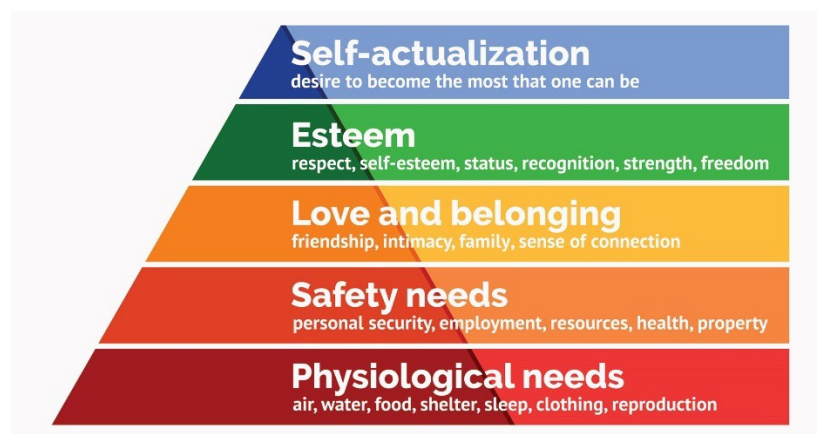 Self-actualization
desire to become the most that one can be
Esteem
respect, self-esteem, status, recognition, strength, freedom
Love and belonging
friendship, intimacy, family, sense of connection
Safety needs
personal security, employment, resources, health, property
Physiological needs
air, water, food, shelter, sleep, clothing, reproduction